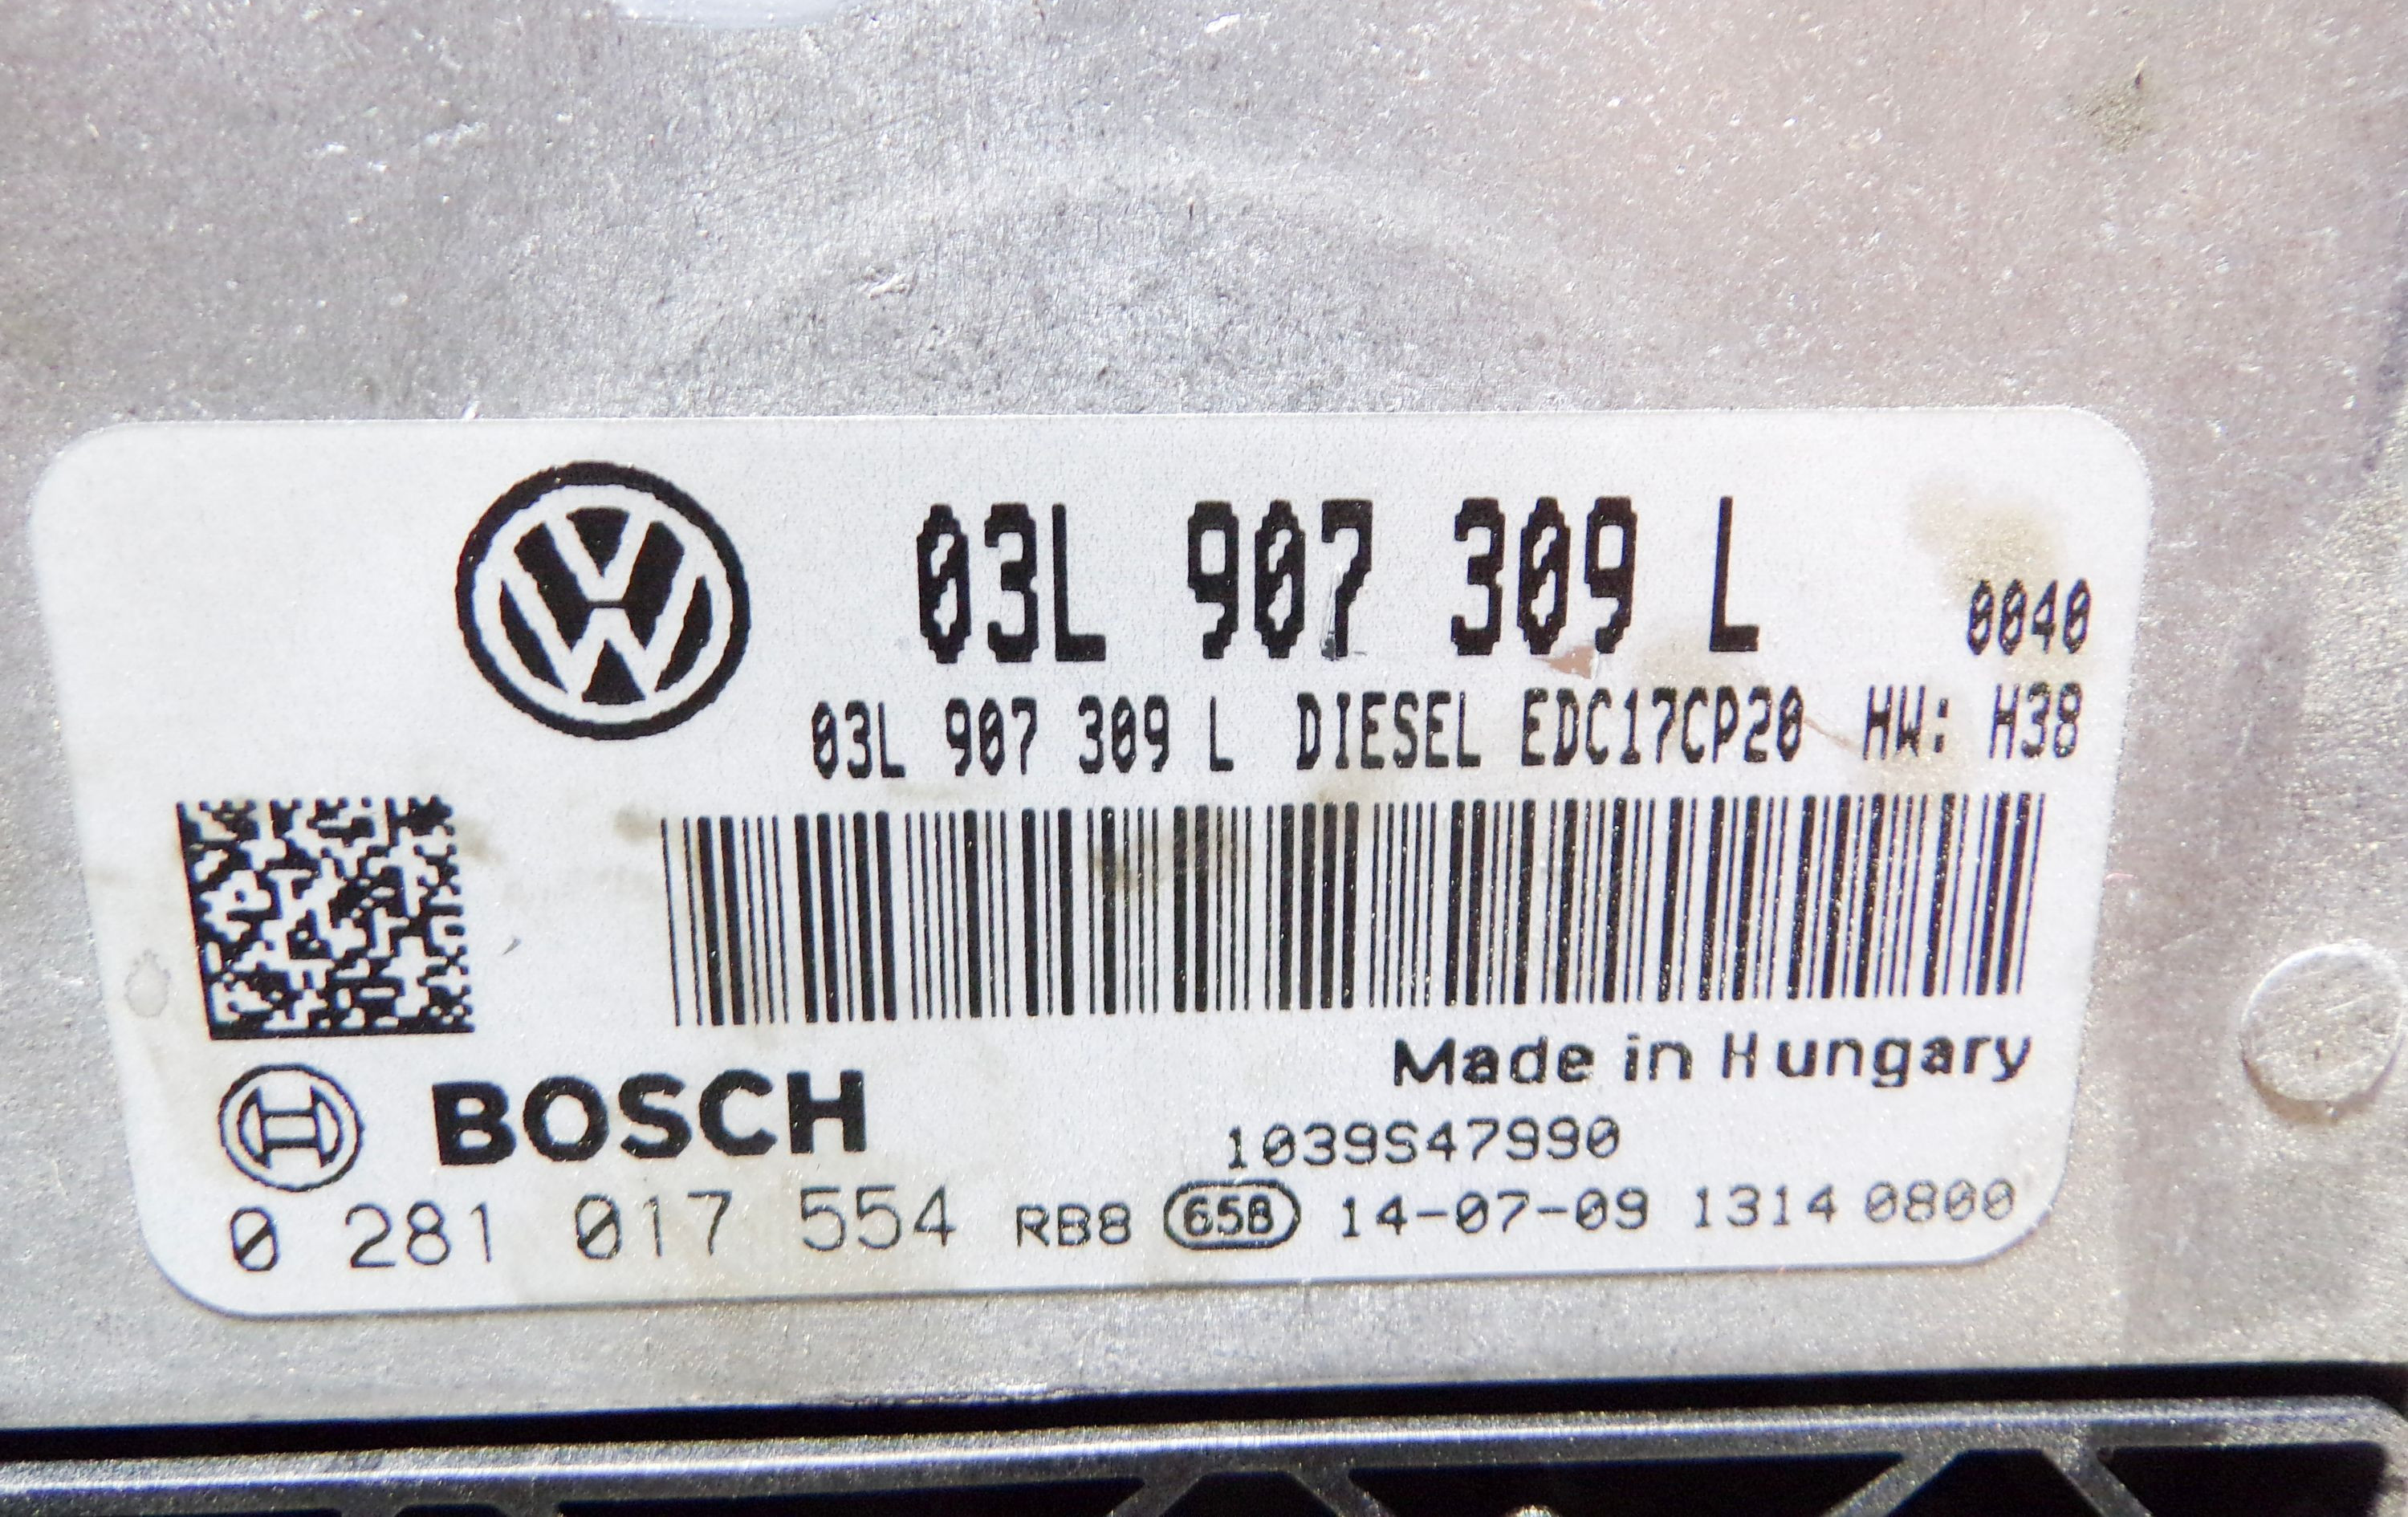 03L 907 309 L 0040
03L 907 309 L DIESEL EDC17CP20 HW: H38
Made in Hungary
BOSCH
1039S47990
0 281 017 554 RB8 658 14-07-09 1314 0800